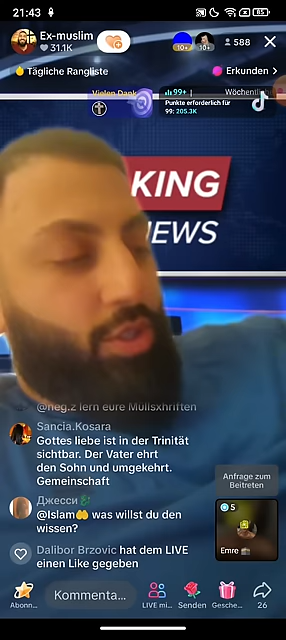 21:43
85
Ex-muslim
31.1K
10+
10+
588
Tägliche Rangliste
Erkunden >
Vielen Dank
99+
Punkte erforderlich für
99: 205.3K
KING
NEWS
@neg.z lern eure Müllsxhriften
Sancia.Kosara
Gottes liebe ist in der Trinität
sichtbar. Der Vater ehrt
den Sohn und umgekehrt.
Gemeinschaft
Джесси
@Islam was willst du den
wissen?
Dalibor Brzovic hat dem LIVE
einen Like gegeben
Anfrage zum
Beitreten
5
Emre
Abonn...
Kommenta...
LIVE mi...
Senden
Gesche...
26